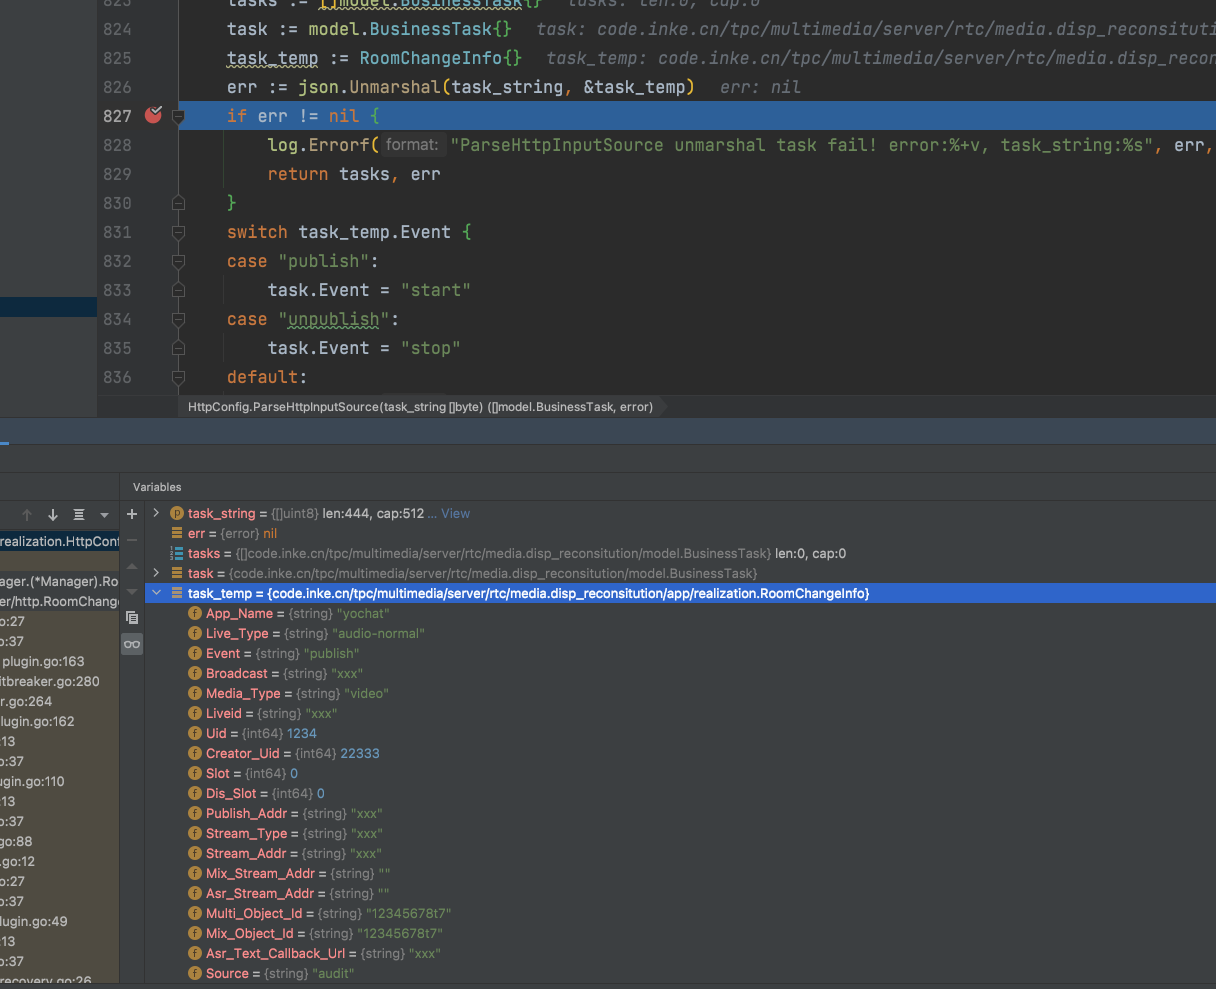 823 tasks := []model.BusinessTask{} tasks: len:0, cap:0
824 task := model.BusinessTask{} task: code.inke.cn/tpc/multimedia/server/rtc/media.disp_reconsituti
825 task_temp := RoomChangeInfo{} task_temp: code.inke.cn/tpc/multimedia/server/rtc/media.disp_recon
826 err := json.Unmarshal(task_string, &task_temp) err: nil
827 if err != nil {
828 log.Errorf( format: "ParseHttpInputSource unmarshal task fail! error:%+v, task_string:%s", err,
829 return tasks, err
830 }
831 switch task_temp.Event {
832 case "publish":
833 task.Event = "start"
834 case "unpublish":
835 task.Event = "stop"
836 default:
HttpConfig.ParseHttpInputSource(task_string []byte) ([]model.BusinessTask, error)
Variables
realization.HttpConf
ager.(*Manager).Ro
er/http.RoomChange
o:27
o:37
plugin.go:163
itbreaker.go:280
r.go:264
lugin.go:162
:13
o:37
ugin.go:110
:13
o:37
go:88
.go:12
o:27
o:37
lugin.go:49
:13
o:37
recovery.go:26
task_string = {[]uint8} len:444, cap:512 ... View
err = {error} nil
tasks = {[]code.inke.cn/tpc/multimedia/server/rtc/media.disp_reconsitution/model.BusinessTask} len:0, cap:0
task = {code.inke.cn/tpc/multimedia/server/rtc/media.disp_reconsitution/model.BusinessTask}
task_temp = {code.inke.cn/tpc/multimedia/server/rtc/media.disp_reconsitution/app/realization.RoomChangeInfo}
App_Name = {string} "yochat"
Live_Type = {string} "audio-normal"
Event = {string} "publish"
Broadcast = {string} "xxx"
Media_Type = {string} "video"
Liveid = {string} "xxx"
Uid = {int64} 1234
Creator_Uid = {int64} 22333
Slot = {int64} 0
Dis_Slot = {int64} 0
Publish_Addr = {string} "xxx"
Stream_Type = {string} "xxx"
Stream_Addr = {string} "xxx"
Mix_Stream_Addr = {string} ""
Asr_Stream_Addr = {string} ""
Multi_Object_Id = {string} "12345678t7"
Mix_Object_Id = {string} "12345678t7"
Asr_Text_Callback_Url = {string} "xxx"
Source = {string} "audit"